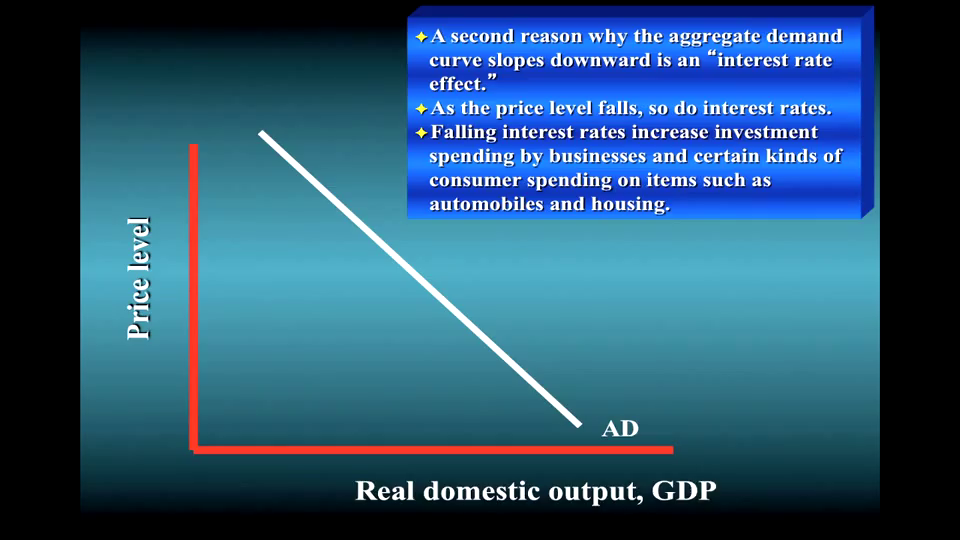 ✦A second reason why the aggregate demand
curve slopes downward is an “interest rate
effect.”
✦As the price level falls, so do interest rates.
✦Falling interest rates increase investment
spending by businesses and certain kinds of
consumer spending on items such as
automobiles and housing.
Price level
AD
Real domestic output, GDP